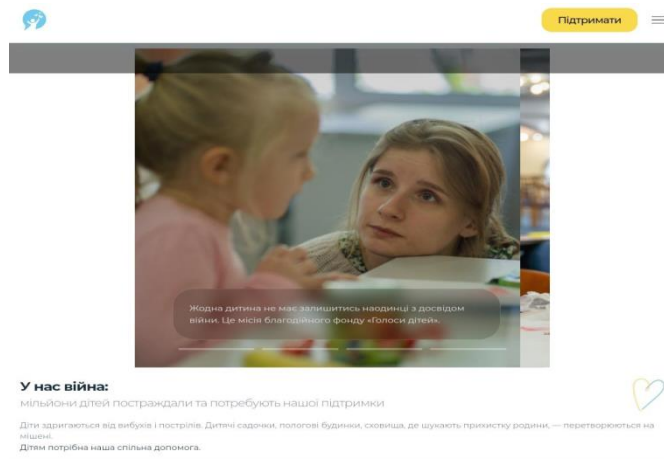 Підтримати
Жодна дитина не має залишитись наодинці з досвідом
війни. Це місія благодійного фонду «Голоси дітей».
У нас війна:
мільйони дітей постраждали та потребують нашої підтримки
Діти здригаються від вибухів і пострілів. Дитячі садочки, пологові будинки, сховища, де шукають прихистку родини, — перетворюються на
мішені.
Дітям потрібна наша спільна допомога.